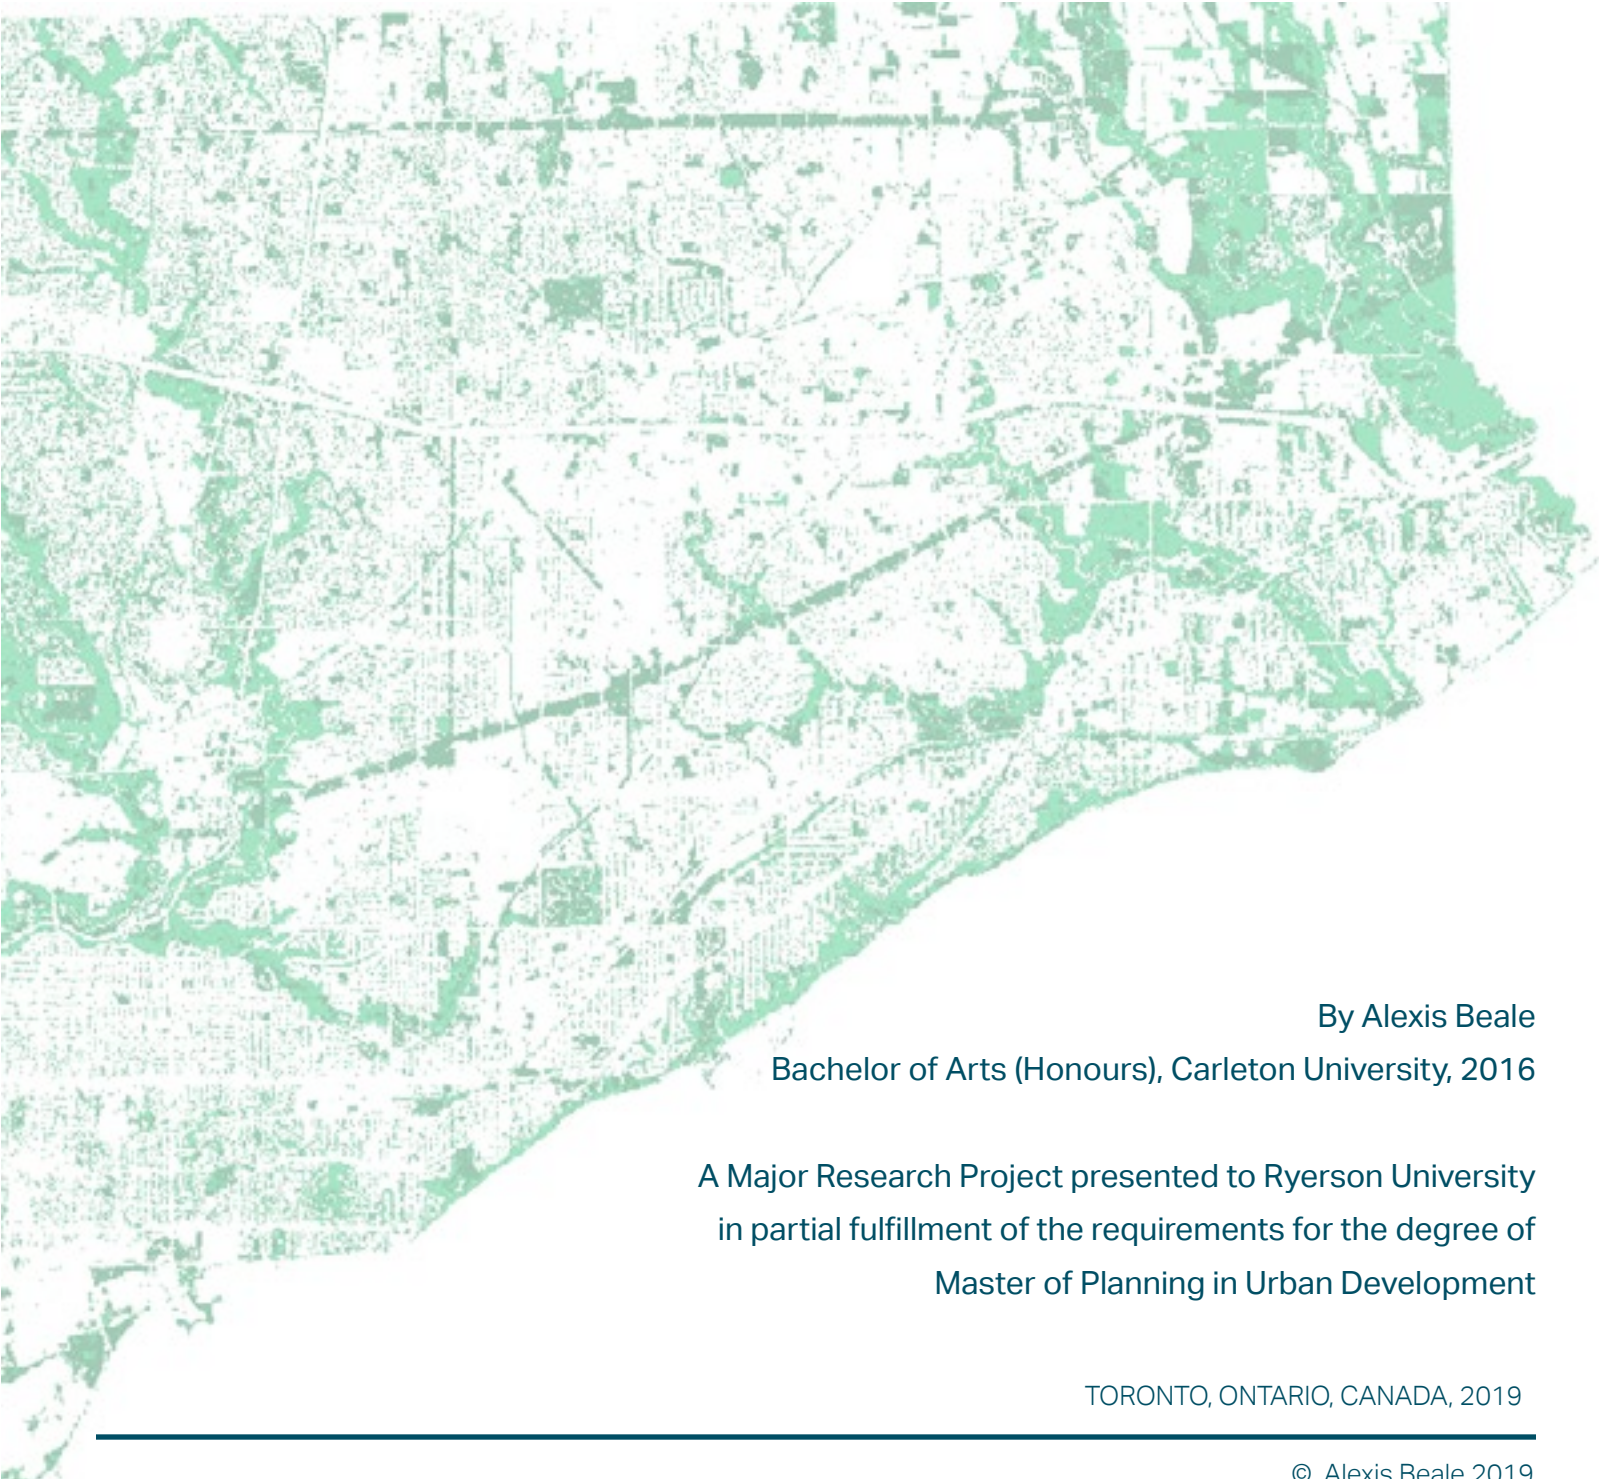 By Alexis Beale
Bachelor of Arts (Honours), Carleton University, 2016
A Major Research Project presented to Ryerson University
in partial fulfillment of the requirements for the degree of
Master of Planning in Urban Development
TORONTO, ONTARIO, CANADA, 2019
© Alexis Beale 2019